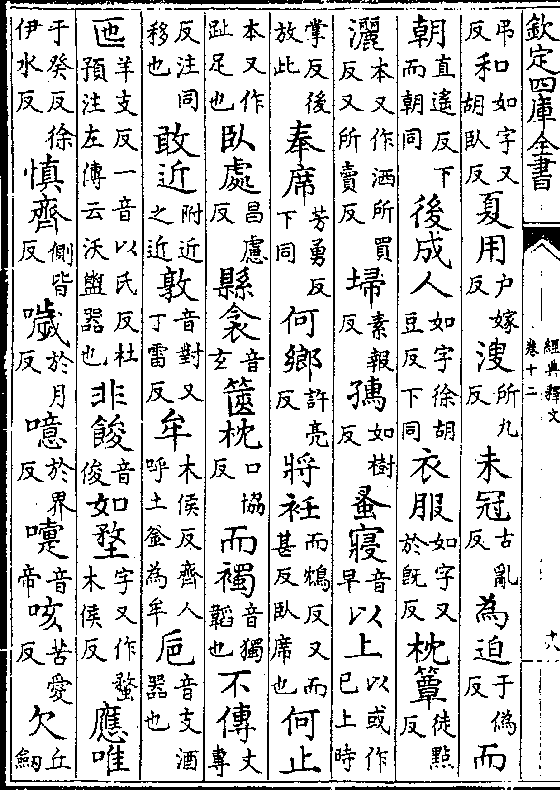 欽定四庫全書
經典釋文
卷十二
十八
弔反和如字又胡臥反夏用户嫁反溲所九反未冠古亂反為迫于偽反而
朝直遙反下而朝同後成人如字徐胡豆反下同衣服如字又於既反枕簟徒點反
灑本又作洒所買反又所賣反埽素報反孺如樹反蚤寢音早以上以或作已上時
掌反後放此奉席芳勇反下同何鄉許亮反將衽而鴆反又而甚反臥席也何止
本又作趾足也臥處昌慮反縣衾音玄篋枕口協反而襡音獨韜也不傳丈專
反注同移也敢近附近之近敦音對又丁雷反牟木侯反齊人呼土釜為牟巵音支酒器也
匜羊支反一音以氏反杜預注左傳云沃盥器也非餕音俊如堥字又作蝥木侯反應唯
于癸反徐伊水反慎齊側皆反噦於月反噫於界反嚏音帝咳苦愛反欠丘劒